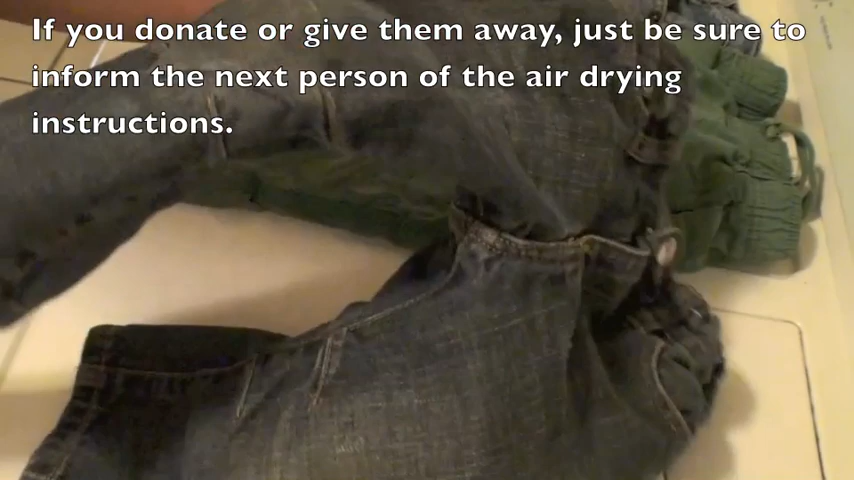 If you donate or give them away, just be sure to
inform the next person of the air drying
instructions.